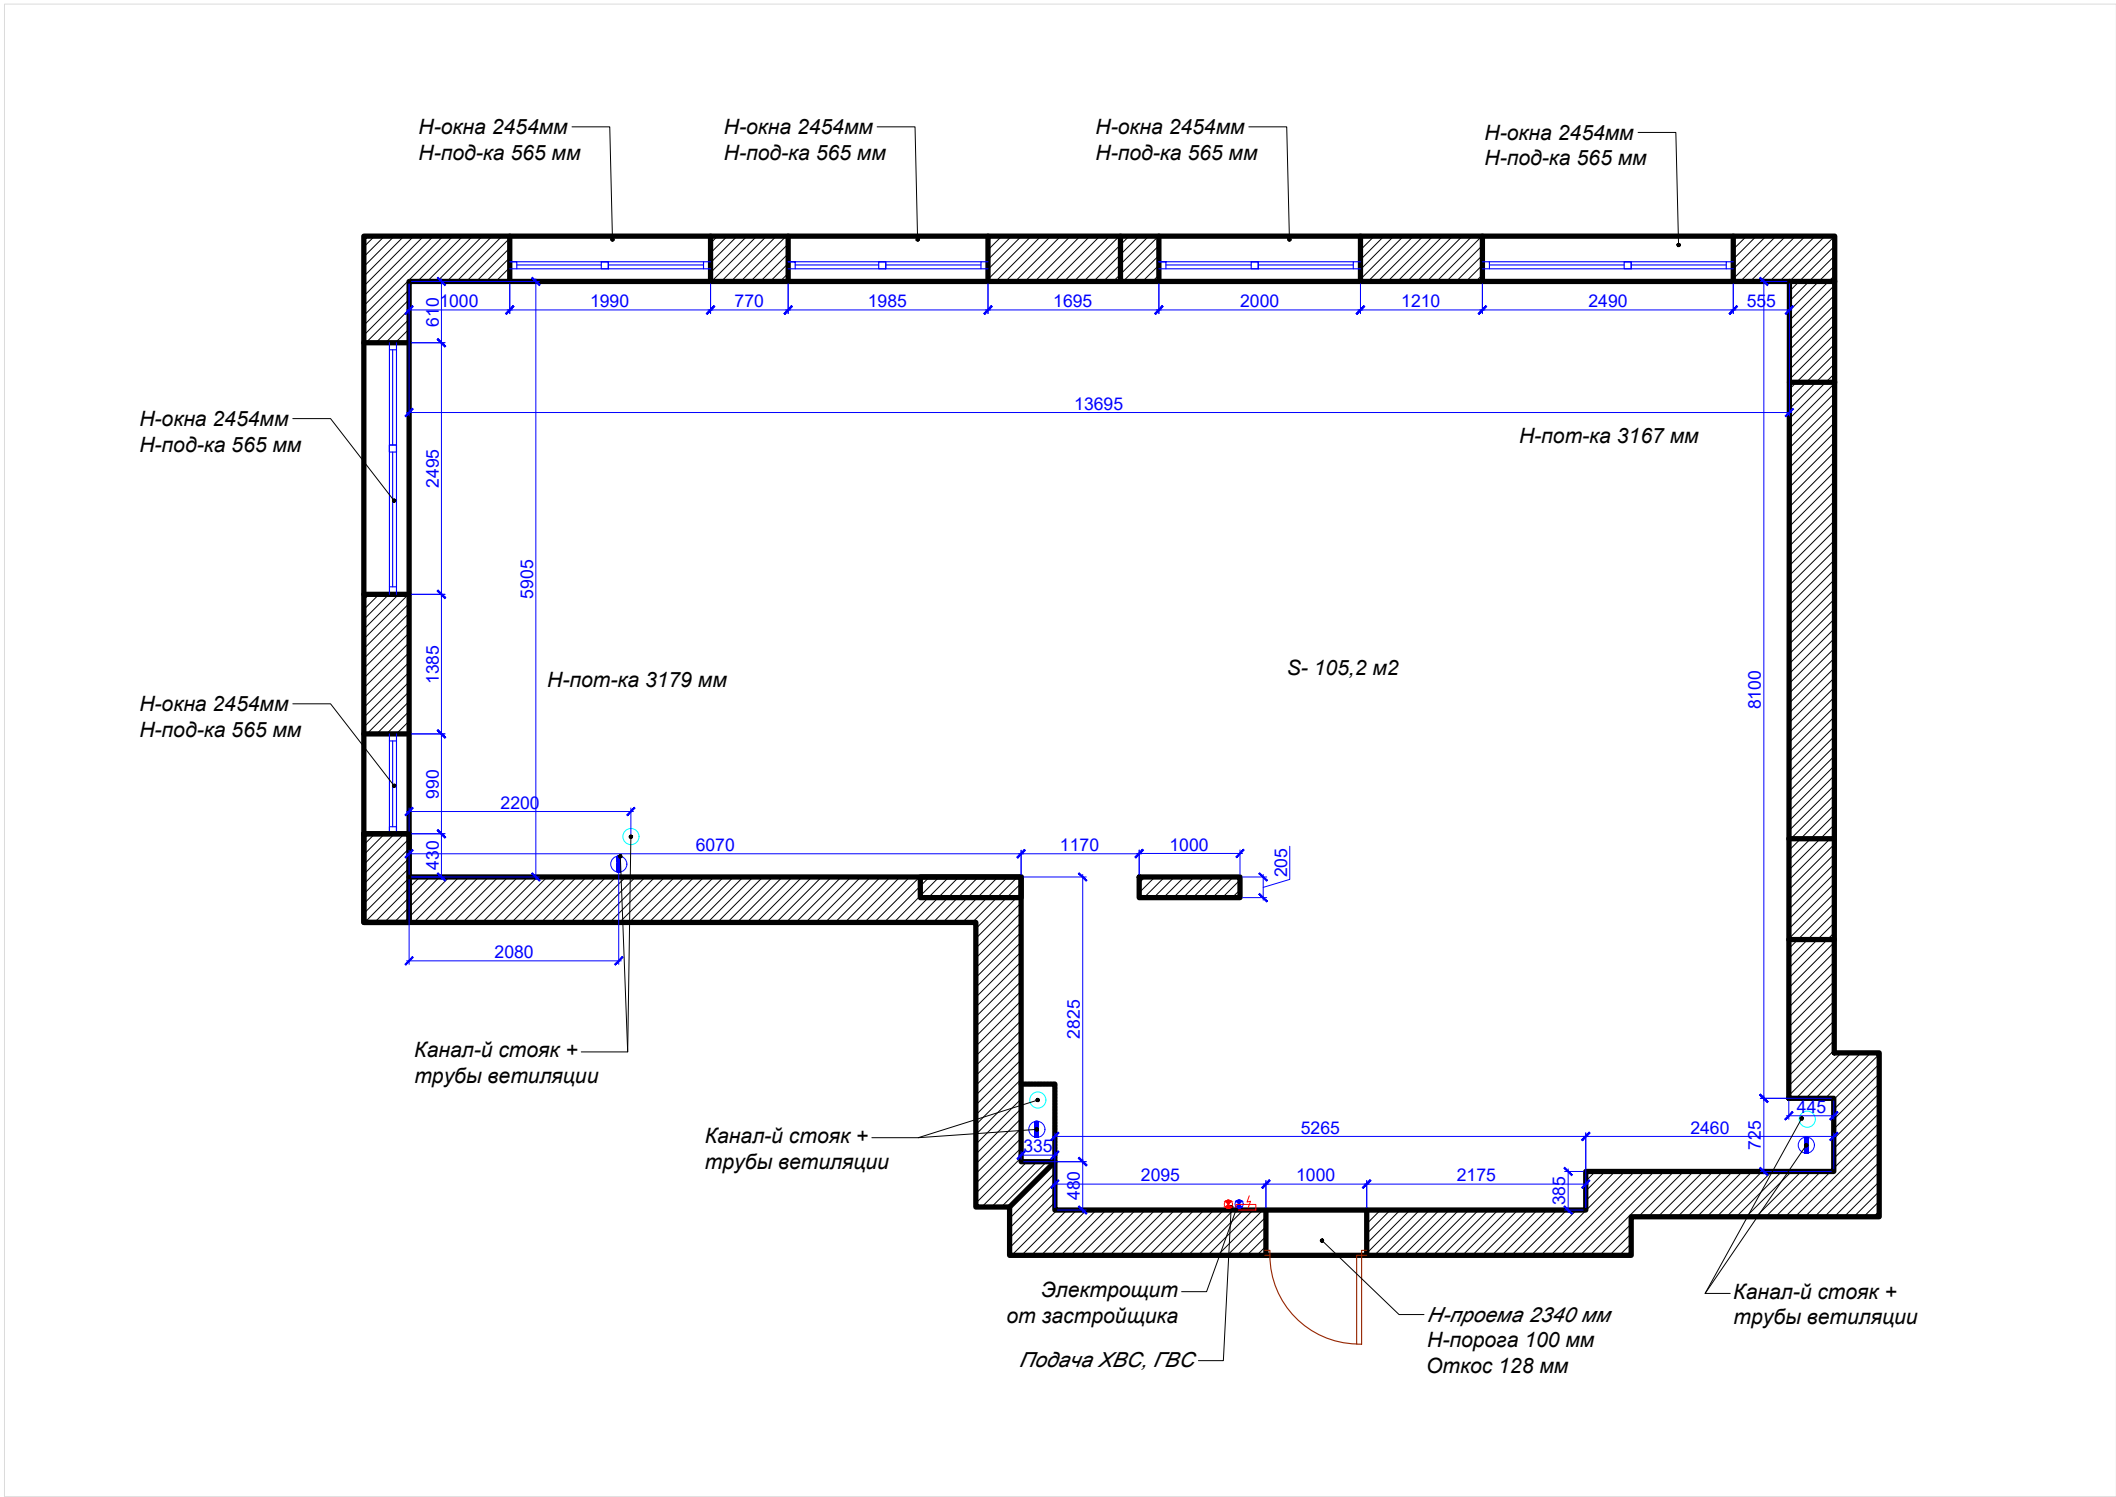 Н-окна 2454мм
Н-под-ка 565 мм
Н-окна 2454мм
Н-под-ка 565 мм
Н-окна 2454мм
Н-под-ка 565 мм
Н-окна 2454мм
Н-под-ка 565 мм
1000
1990
770
1985
1695
2000
1210
2490
555
610
13695
Н-пот-ка 3167 мм
Н-окна 2454мм
Н-под-ка 565 мм
2495
5905
1385
Н-пот-ка 3179 мм
S- 105,2 м2
8100
Н-окна 2454мм
Н-под-ка 565 мм
990
2200
430
6070
1170
1000
205
2080
2825
Канал-й стояк +
трубы ветиляции
Канал-й стояк +
трубы ветиляции
335
480
5265
2460
445
725
2095
1000
2175
385
Электрощит
от застройщика
Подача ХВС, ГВС
Н-проема 2340 мм
Н-порога 100 мм
Откос 128 мм
Канал-й стояк +
трубы ветиляции